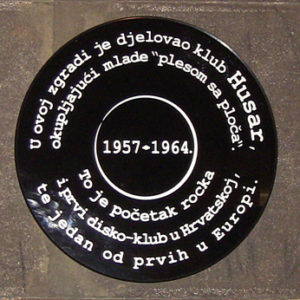 U ovoj zgradi je djelovao klub Husar,
okupljajući mlade "plesom sa ploča".
1957-1964.
To je početak rocka
i prvi disko-klub u Hrvatskoj,
te jedan od prvih u Europi.